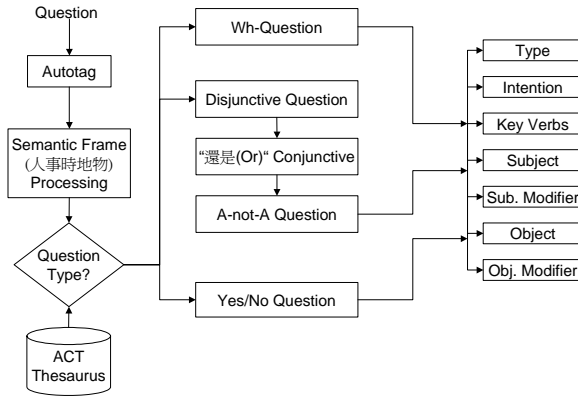 Question
Autotag
Semantic Frame
(人事時地物)
Processing
Question
Type?
ACT
Thesaurus
Wh-Question
Disjunctive Question
“還是(Or)“ Conjunctive
A-not-A Question
Yes/No Question
Type
Intention
Key Verbs
Subject
Sub. Modifier
Object
Obj. Modifier